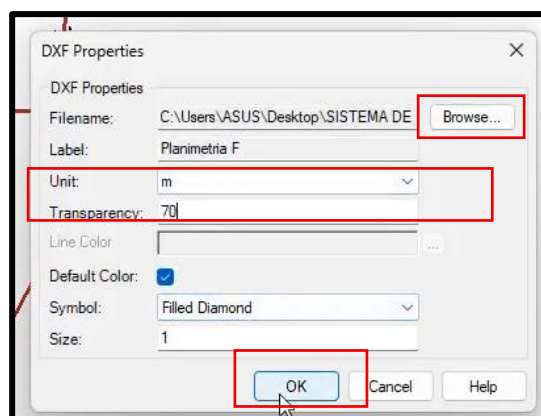 DXF Properties
DXF Properties
Filename: C:\Users\ASUS\Desktop\SISTEMA DE Browse...
Label: Planimetria F
Unit: m
Transparency: 70
Line Color ...
Default Color:
Symbol: Filled Diamond
Size: 1
OK Cancel Help